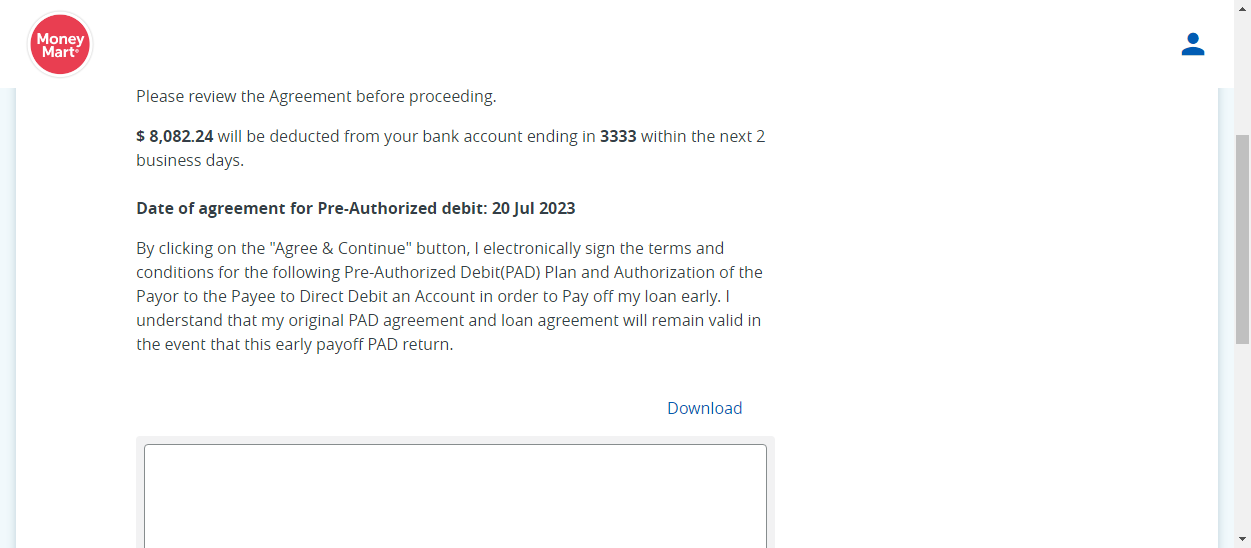 Money
Mart®
Please review the Agreement before proceeding.
$ 8,082.24 will be deducted from your bank account ending in 3333 within the next 2
business days.
Date of agreement for Pre-Authorized debit: 20 Jul 2023
By clicking on the "Agree & Continue" button, I electronically sign the terms and
conditions for the following Pre-Authorized Debit(PAD) Plan and Authorization of the
Payor to the Payee to Direct Debit an Account in order to Pay off my loan early. I
understand that my original PAD agreement and loan agreement will remain valid in
the event that this early payoff PAD return.
Download